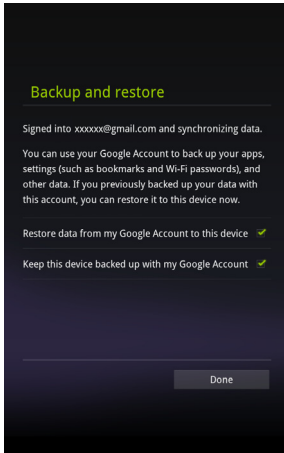 Backup and restore
Signed into xxxxxx@gmail.com and synchronizing data.
You can use your Google Account to back up your apps,
settings (such as bookmarks and Wi-Fi passwords), and
other data. If you previously backed up your data with
this account, you can restore it to this device now.
Restore data from my Google Account to this device
Keep this device backed up with my Google Account
Done